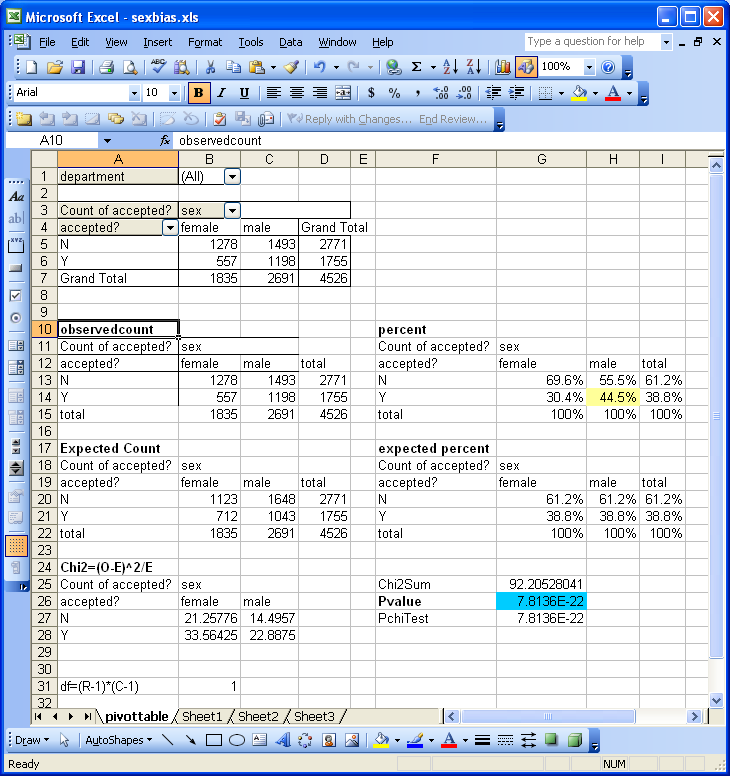 Microsoft Excel - sexbias.xls
File Edit View Insert Format Tools Data Window Help Type a question for help
100%
Arial 10 B I U $ % ,
Reply with Changes... End Review...
A10 fx observedcount
A B C D E F G H I
1 department (All)
2
3 Count of accepted? sex
4 accepted? female male Grand Total
5 N 1278 1493 2771
6 Y 557 1198 1755
7 Grand Total 1835 2691 4526
8
9
10 observedcount percent
11 Count of accepted? sex Count of accepted? sex
12 accepted? female male total accepted? female male total
13 N 1278 1493 2771 N 69.6% 55.5% 61.2%
14 Y 557 1198 1755 Y 30.4% 44.5% 38.8%
15 total 1835 2691 4526 total 100% 100% 100%
16
17 Expected Count expected percent
18 Count of accepted? sex Count of accepted? sex
19 accepted? female male total accepted? female male total
20 N 1123 1648 2771 N 61.2% 61.2% 61.2%
21 Y 712 1043 1755 Y 38.8% 38.8% 38.8%
22 total 1835 2691 4526 total 100% 100% 100%
23
24 Chi2=(O-E)^2/E
25 Count of accepted? sex Chi2Sum 92.20528041
26 accepted? female male Pvalue 7.8136E-22
27 N 21.25776 14.4957 PchiTest 7.8136E-22
28 Y 33.56425 22.8875
29
30
31 df=(R-1)*(C-1) 1
32
pivottable Sheet1 Sheet2 Sheet3
Draw AutoShapes
Ready NUM